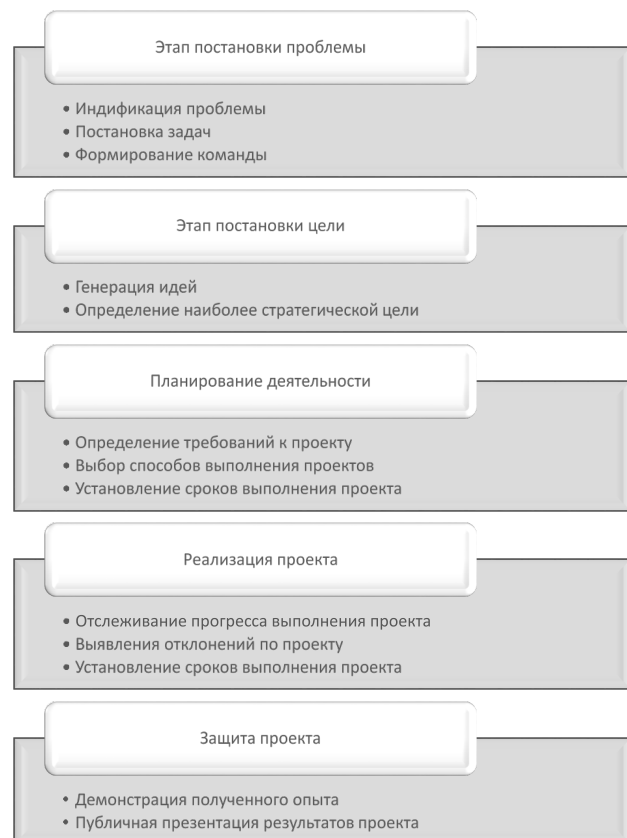 Этап постановки проблемы
• Индификация проблемы
• Постановка задач
• Формирование команды
Этап постановки цели
• Генерация идей
• Определение наиболее стратегической цели
Планирование деятельности
• Определение требований к проекту
• Выбор способов выполнения проектов
• Установление сроков выполнения проекта
Реализация проекта
• Отслеживание прогресса выполнения проекта
• Выявления отклонений по проекту
• Установление сроков выполнения проекта
Защита проекта
• Демонстрация полученного опыта
• Публичная презентация результатов проекта